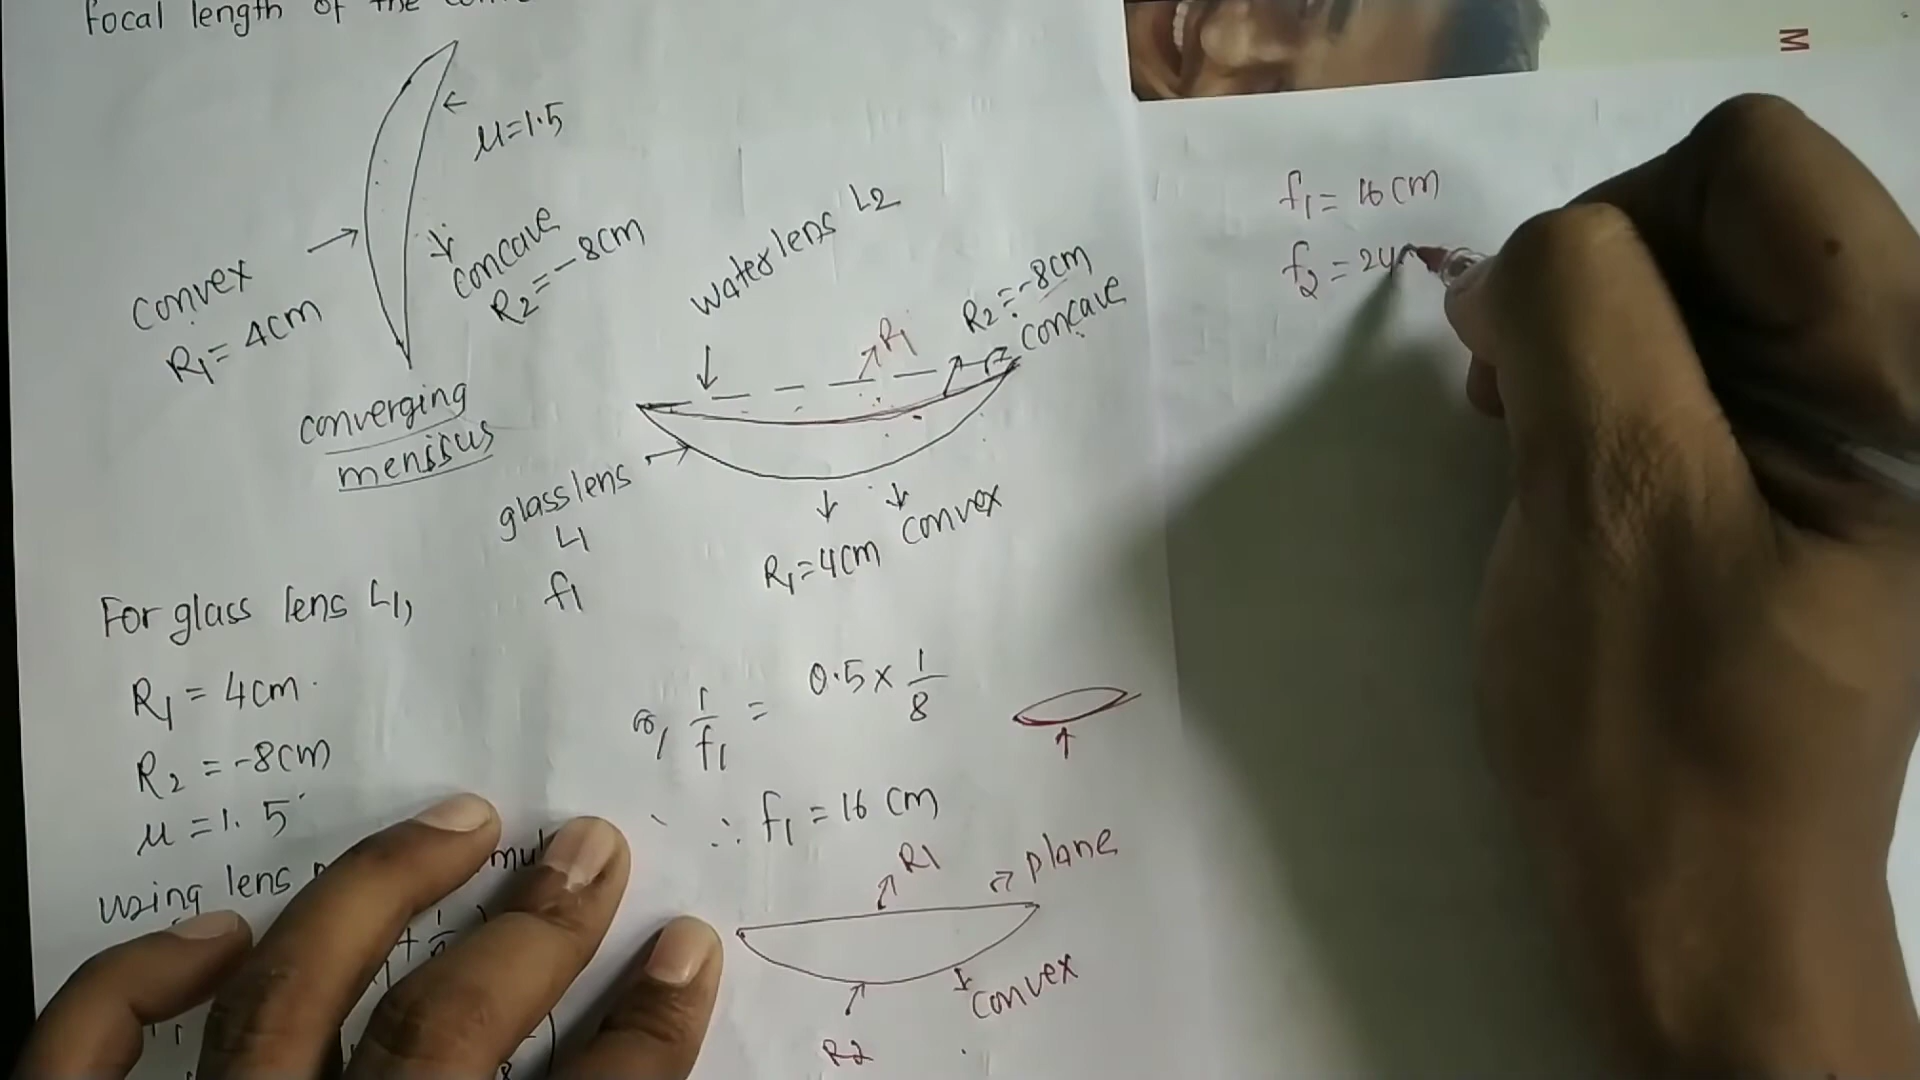 focal length of the
μ=1.5
convex
R1 = 4cm
concave
R2 = -8cm
converging
menissus
water lens L2
R1
R2 = -8cm
concave
glass lens
L1
f1
R1 = 4cm convex
For glass lens L1,
R1 = 4cm
R2 = -8cm
μ = 1.5
using lens
or, 1/f1 = 0.5 × 1/8
∴ f1 = 16 cm
R1
plane
convex
R2
f1 = 16 cm
f2 = 24
M